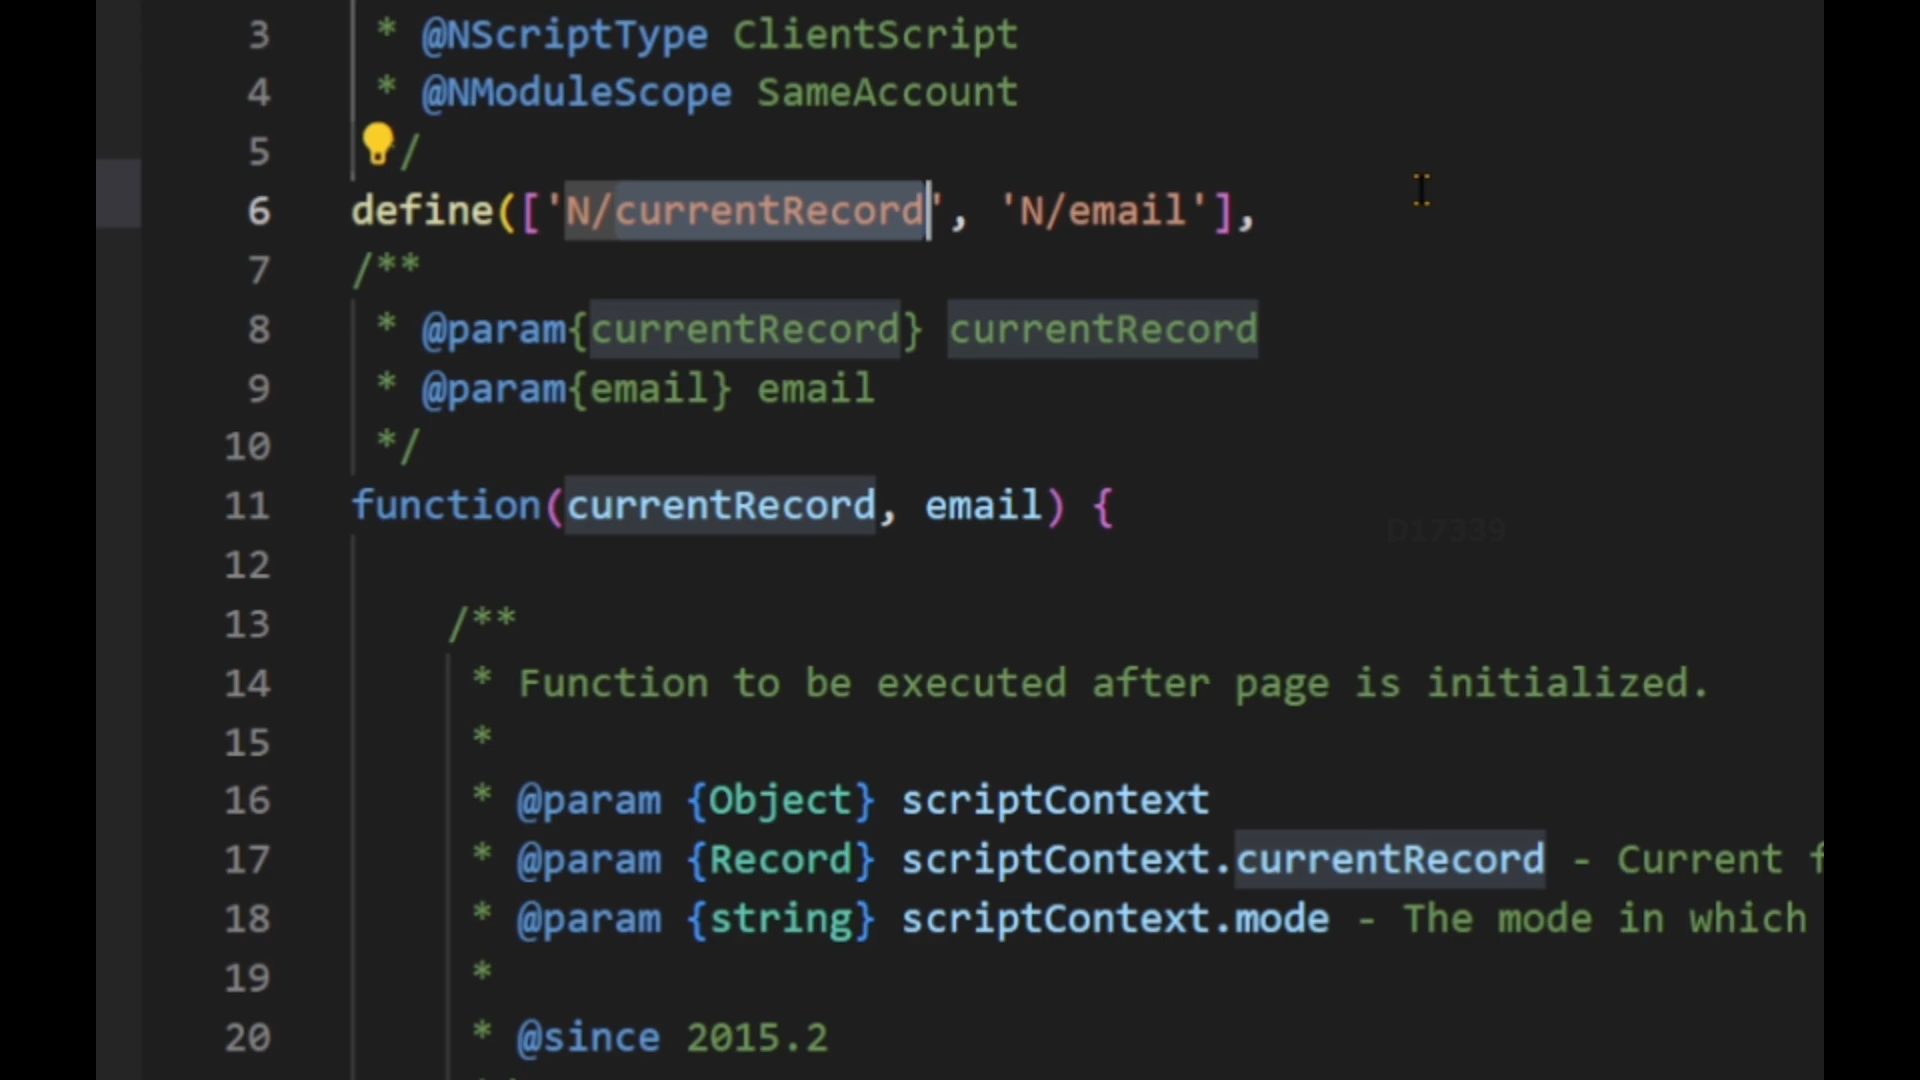 3 * @NScriptType ClientScript
4 * @NModuleScope SameAccount
5 */
6 define(['N/currentRecord', 'N/email'],
7 /**
8 * @param{currentRecord} currentRecord
9 * @param{email} email
10 */
11 function(currentRecord, email) {
12
13 /**
14 * Function to be executed after page is initialized.
15 *
16 * @param {Object} scriptContext
17 * @param {Record} scriptContext.currentRecord - Current
18 * @param {string} scriptContext.mode - The mode in which
19 *
20 * @since 2015.2
D17339